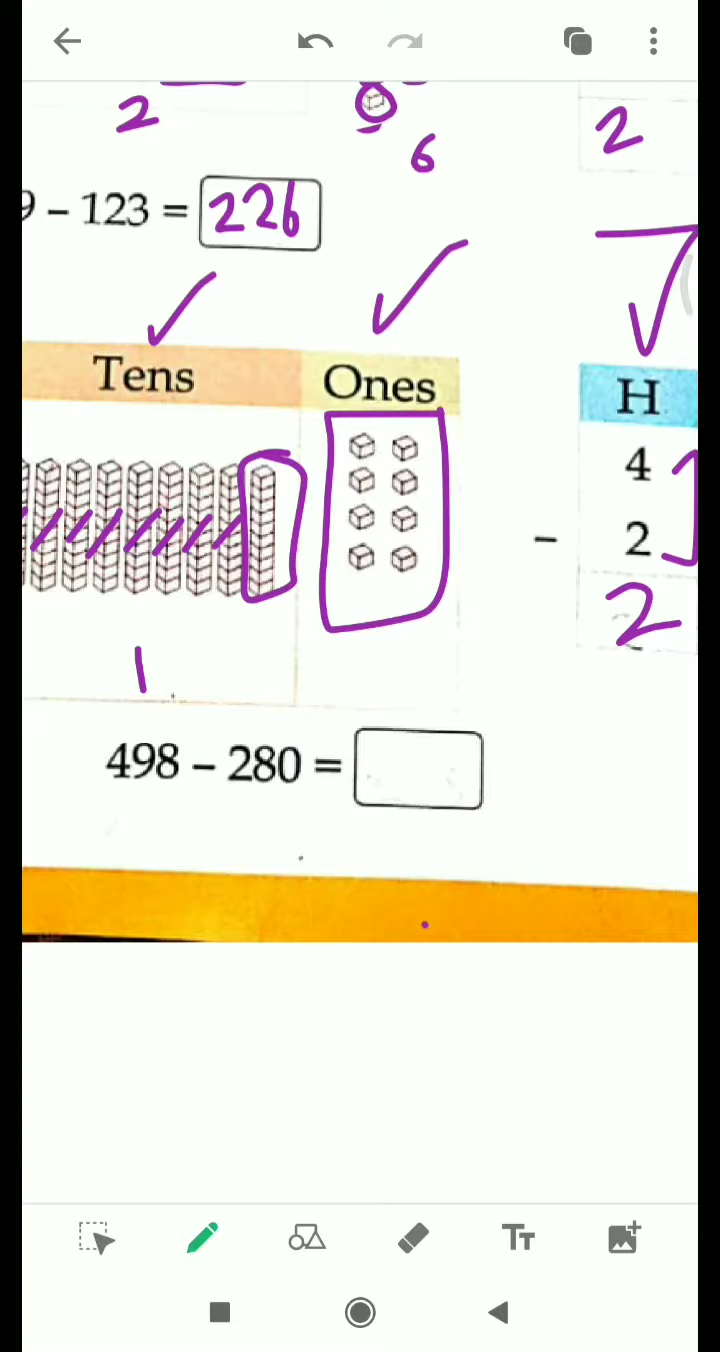 2 6 2
9 – 123 = 226
Tens Ones H
4
– 2
2
1
498 – 280 =